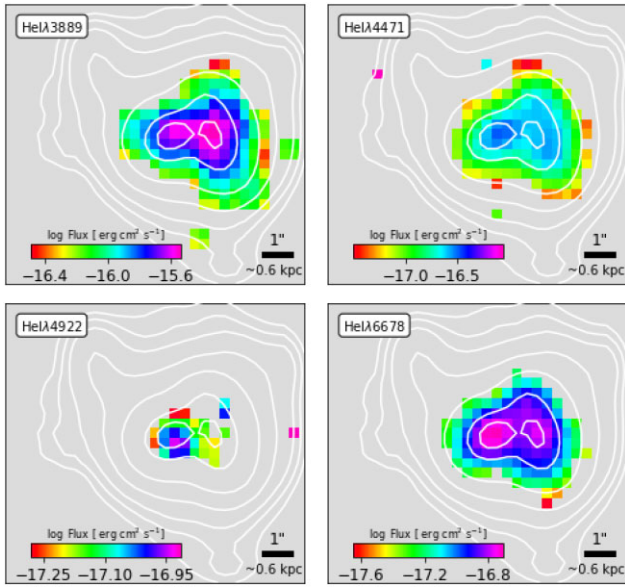 HeIλ3889
log Flux [ erg cm² s⁻¹]
−16.4 −16.0 −15.6
1"
~0.6 kpc
HeIλ4471
log Flux [ erg cm² s⁻¹]
−17.0 −16.5
1"
~0.6 kpc
HeIλ4922
log Flux [ erg cm² s⁻¹]
−17.25 −17.10 −16.95
1"
~0.6 kpc
HeIλ6678
log Flux [ erg cm² s⁻¹]
−17.6 −17.2 −16.8
1"
~0.6 kpc